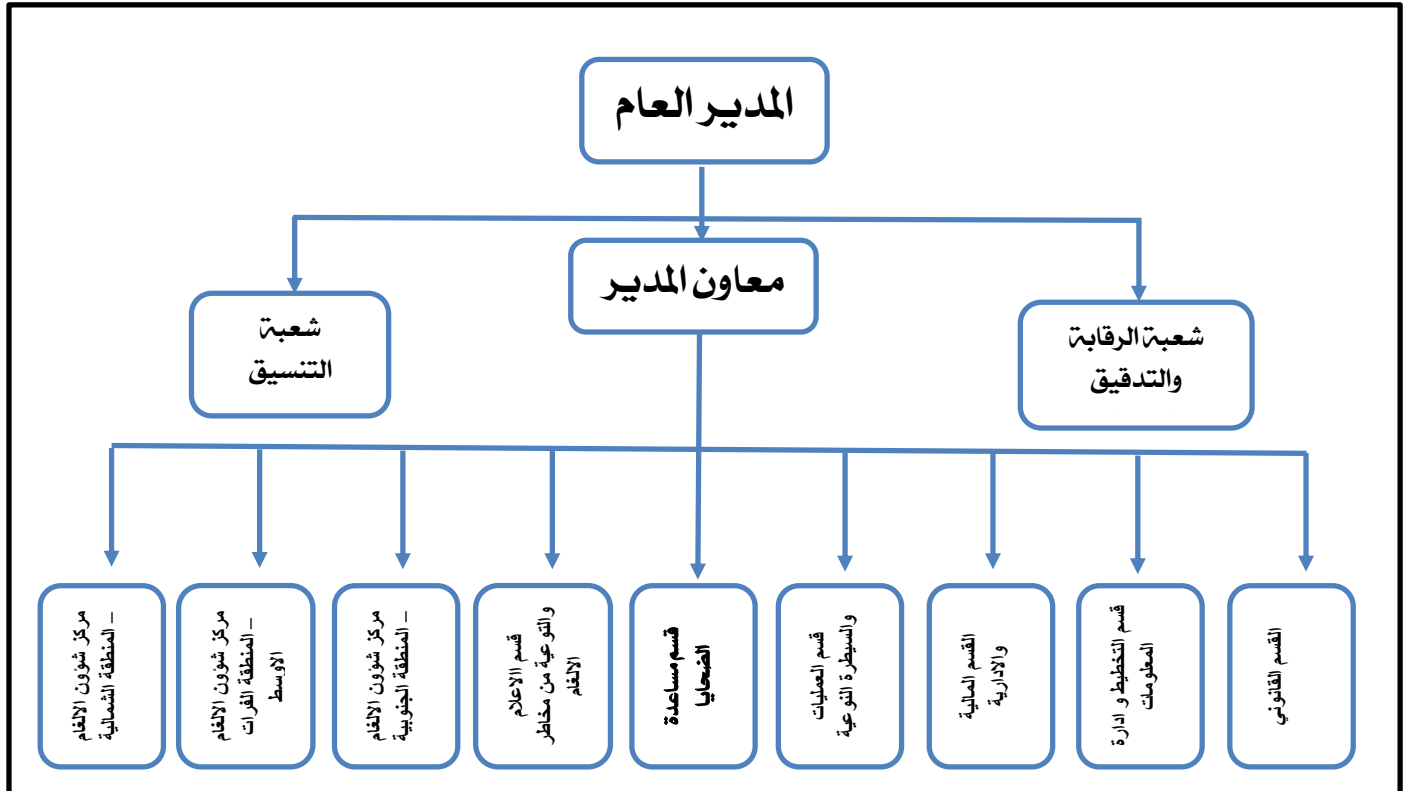 المدير العام
معاون المدير
شعبة الرقابة
والتدقيق
شعبة
التنسيق
القسم القانوني
قسم التخطيط و ادارة
المعلومات
القسم المالية
والادارية
قسم العمليات
والسيطرة النوعية
قسم مساعدة
الضحايا
قسم االاعلام
والتوعية من مخاطر
الالغام
مركز شؤون الالغام
_ المنطقة الجنوبية
مركز شؤون الالغام
_ المنطقة الفرات
الاوسط
مركز شؤون الالغام
_ المنطقة الشمالية